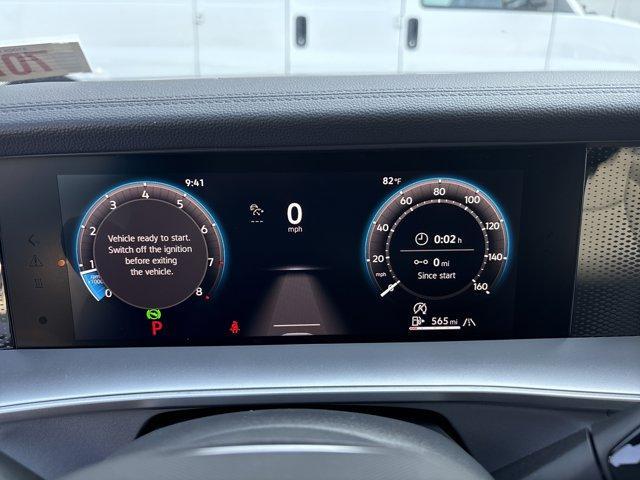 9:41
82°F
0
mph
Vehicle ready to start.
Switch off the ignition
before exiting
the vehicle.
0 1 2 3 4 5 6 7 8
P
0 20 40 60 80 100 120 140 160
mph
0:02 h
0 mi
Since start
565 mi